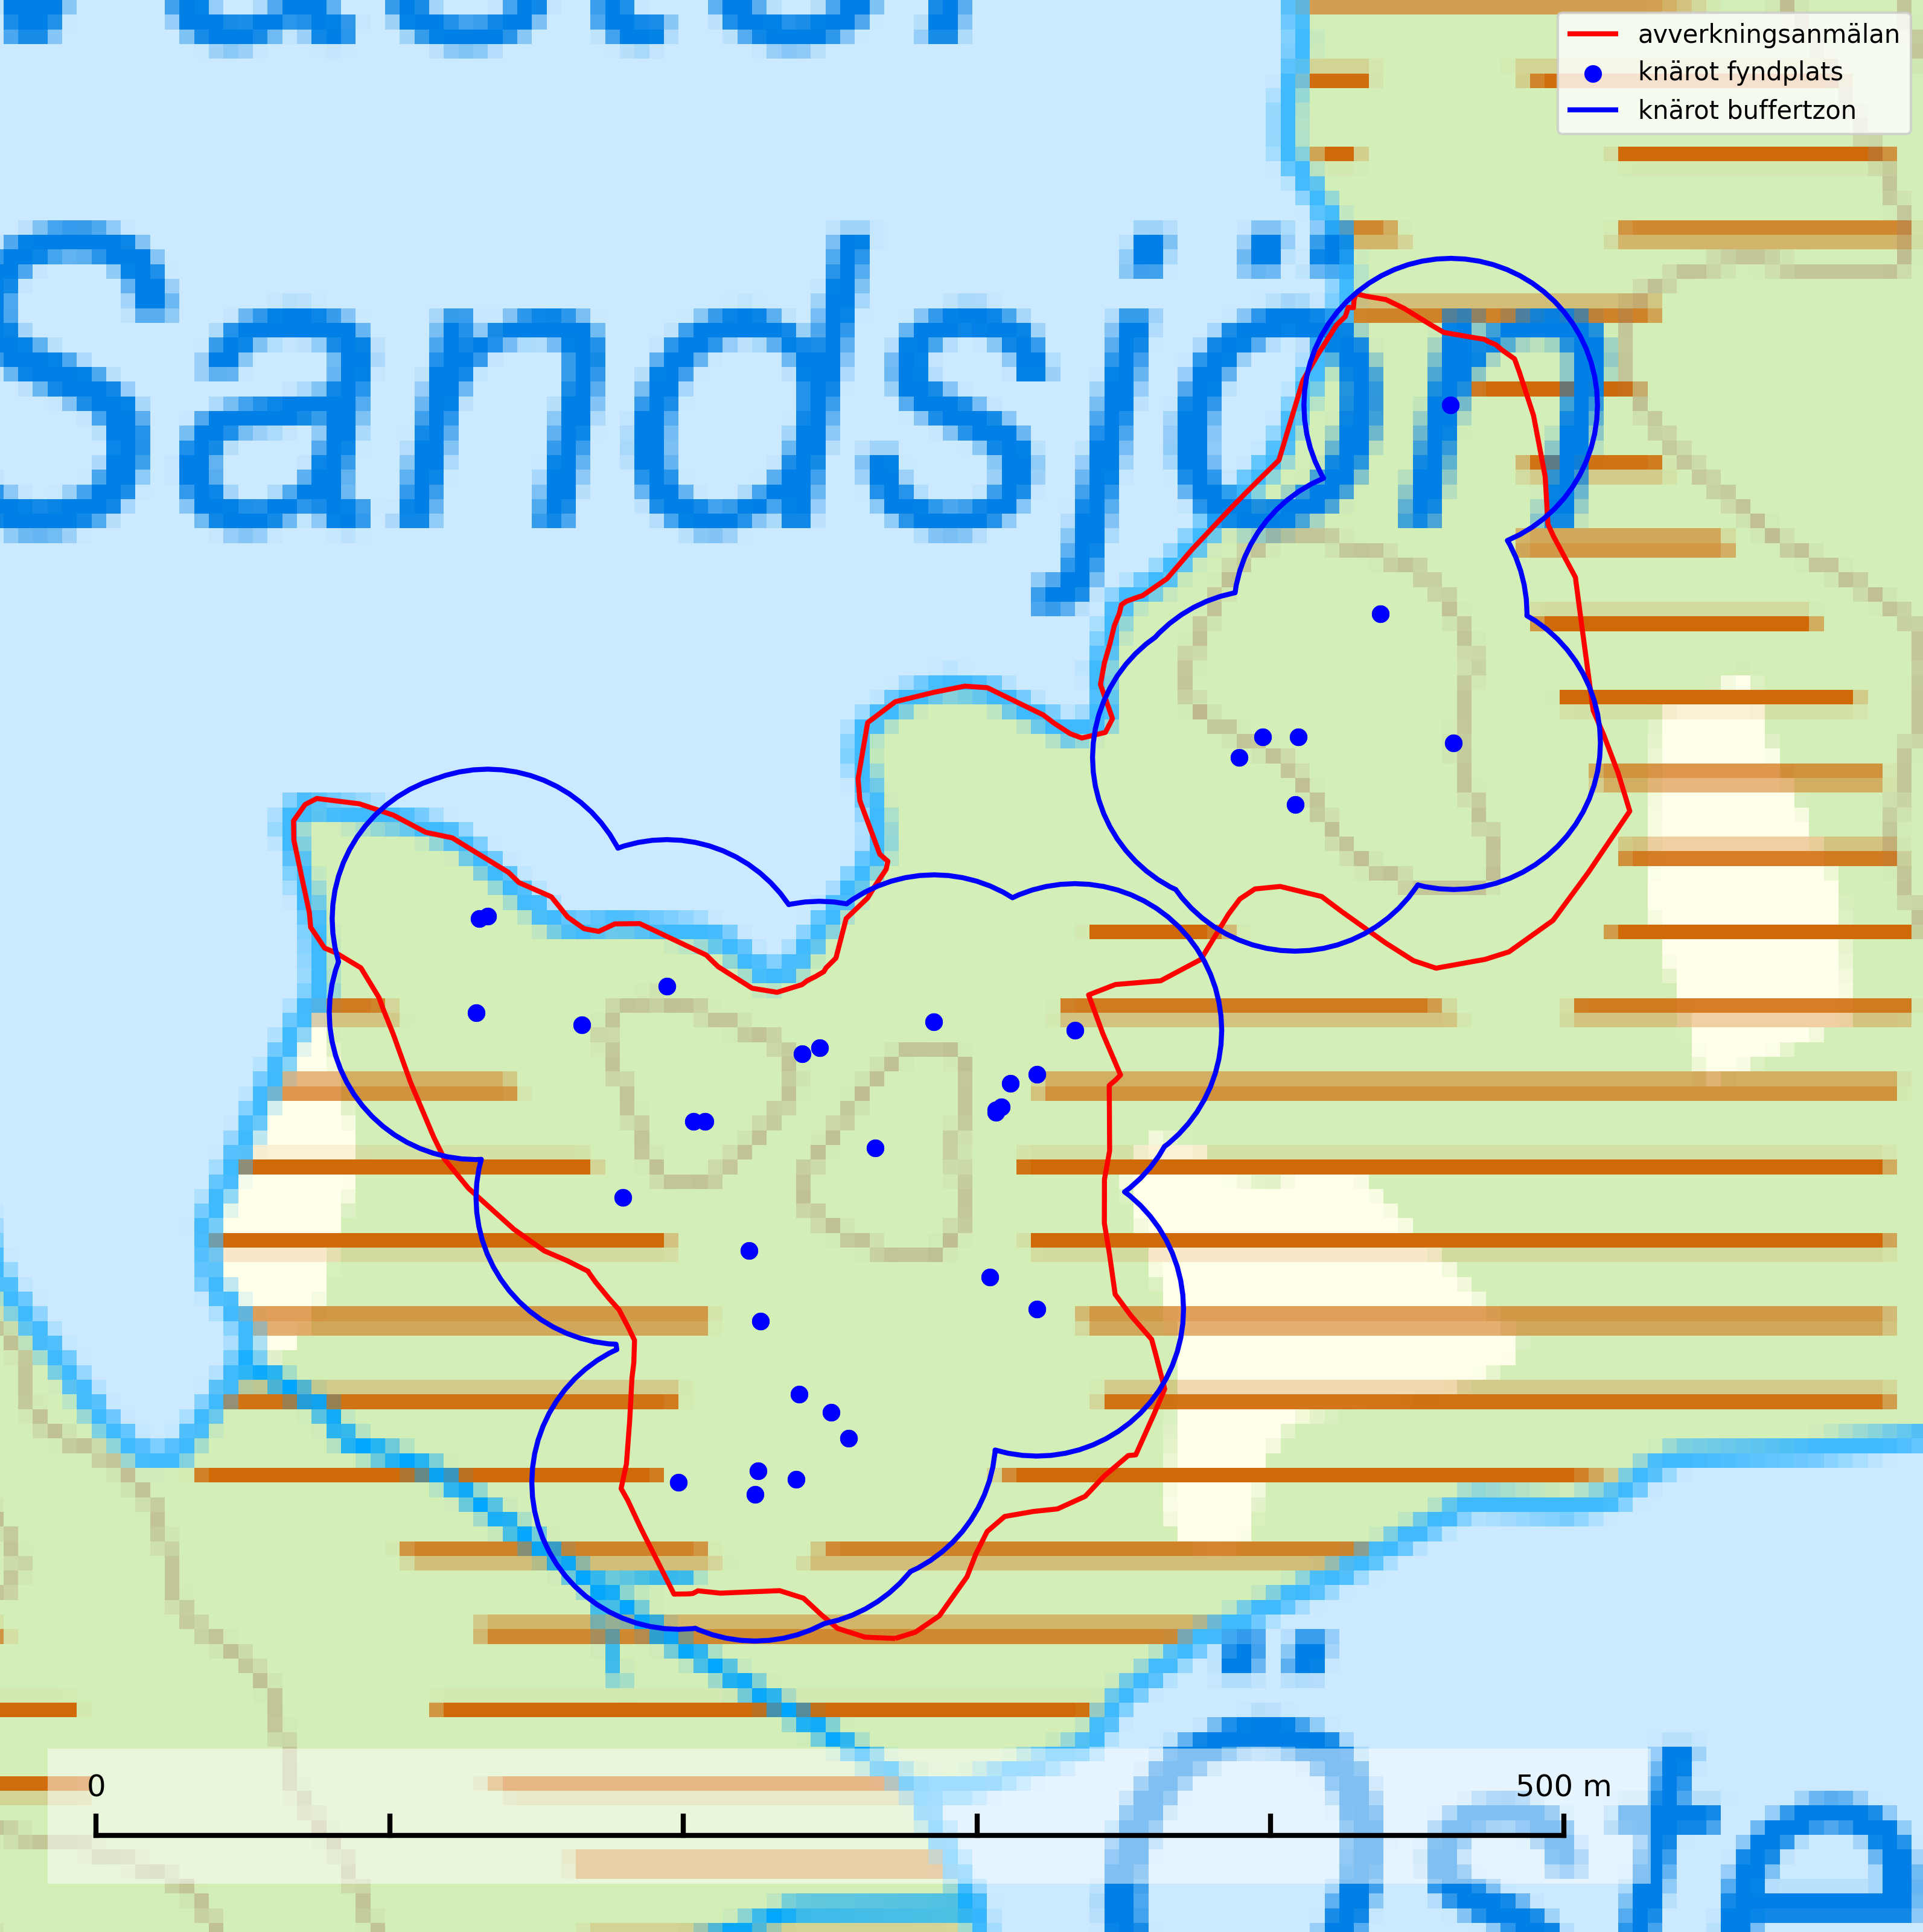 avverkningsanmälan
knärot fyndplats
knärot buffertzon
Sandsjön
0 500 m